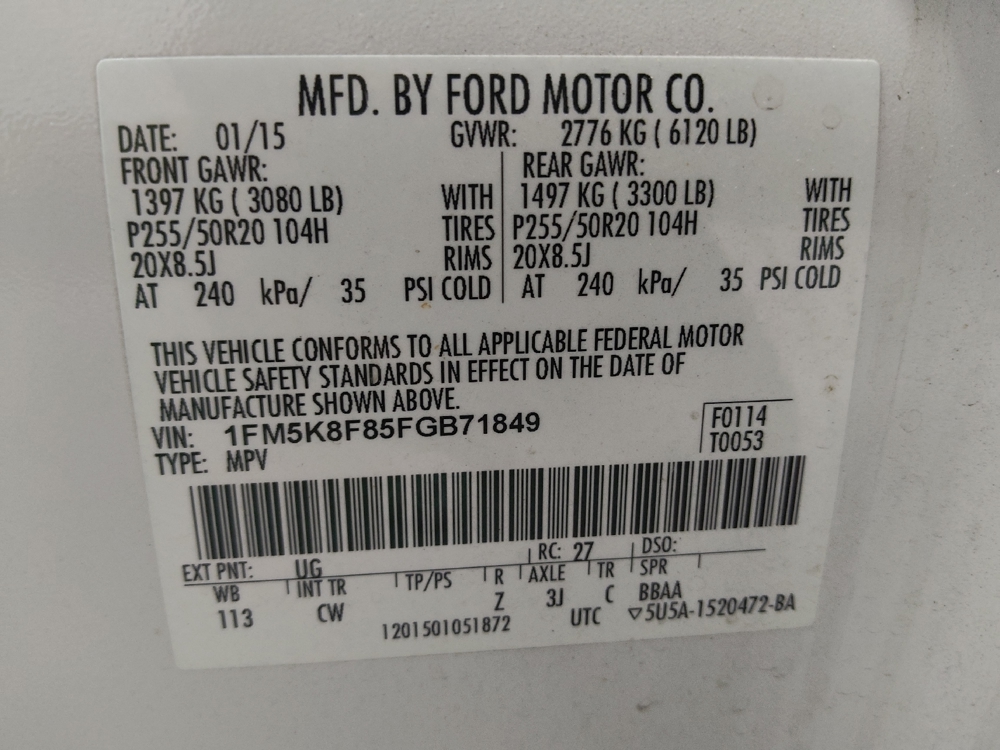 MFD. BY FORD MOTOR CO.
DATE: 01/15 GVWR: 2776 KG ( 6120 LB)
FRONT GAWR: REAR GAWR:
1397 KG ( 3080 LB) WITH 1497 KG ( 3300 LB) WITH
P255/50R20 104H TIRES P255/50R20 104H TIRES
20X8.5J RIMS 20X8.5J RIMS
AT 240 kPa/ 35 PSI COLD AT 240 kPa/ 35 PSI COLD
THIS VEHICLE CONFORMS TO ALL APPLICABLE FEDERAL MOTOR
VEHICLE SAFETY STANDARDS IN EFFECT ON THE DATE OF
MANUFACTURE SHOWN ABOVE.
VIN: 1FM5K8F85FGB71849 F0114
TYPE: MPV T0053
EXT PNT: UG RC: 27 DSO:
WB INT TR TP/PS R AXLE TR SPR
113 CW Z 3J C BBAA
1201501051872 UTC ▽5U5A-1520472-BA